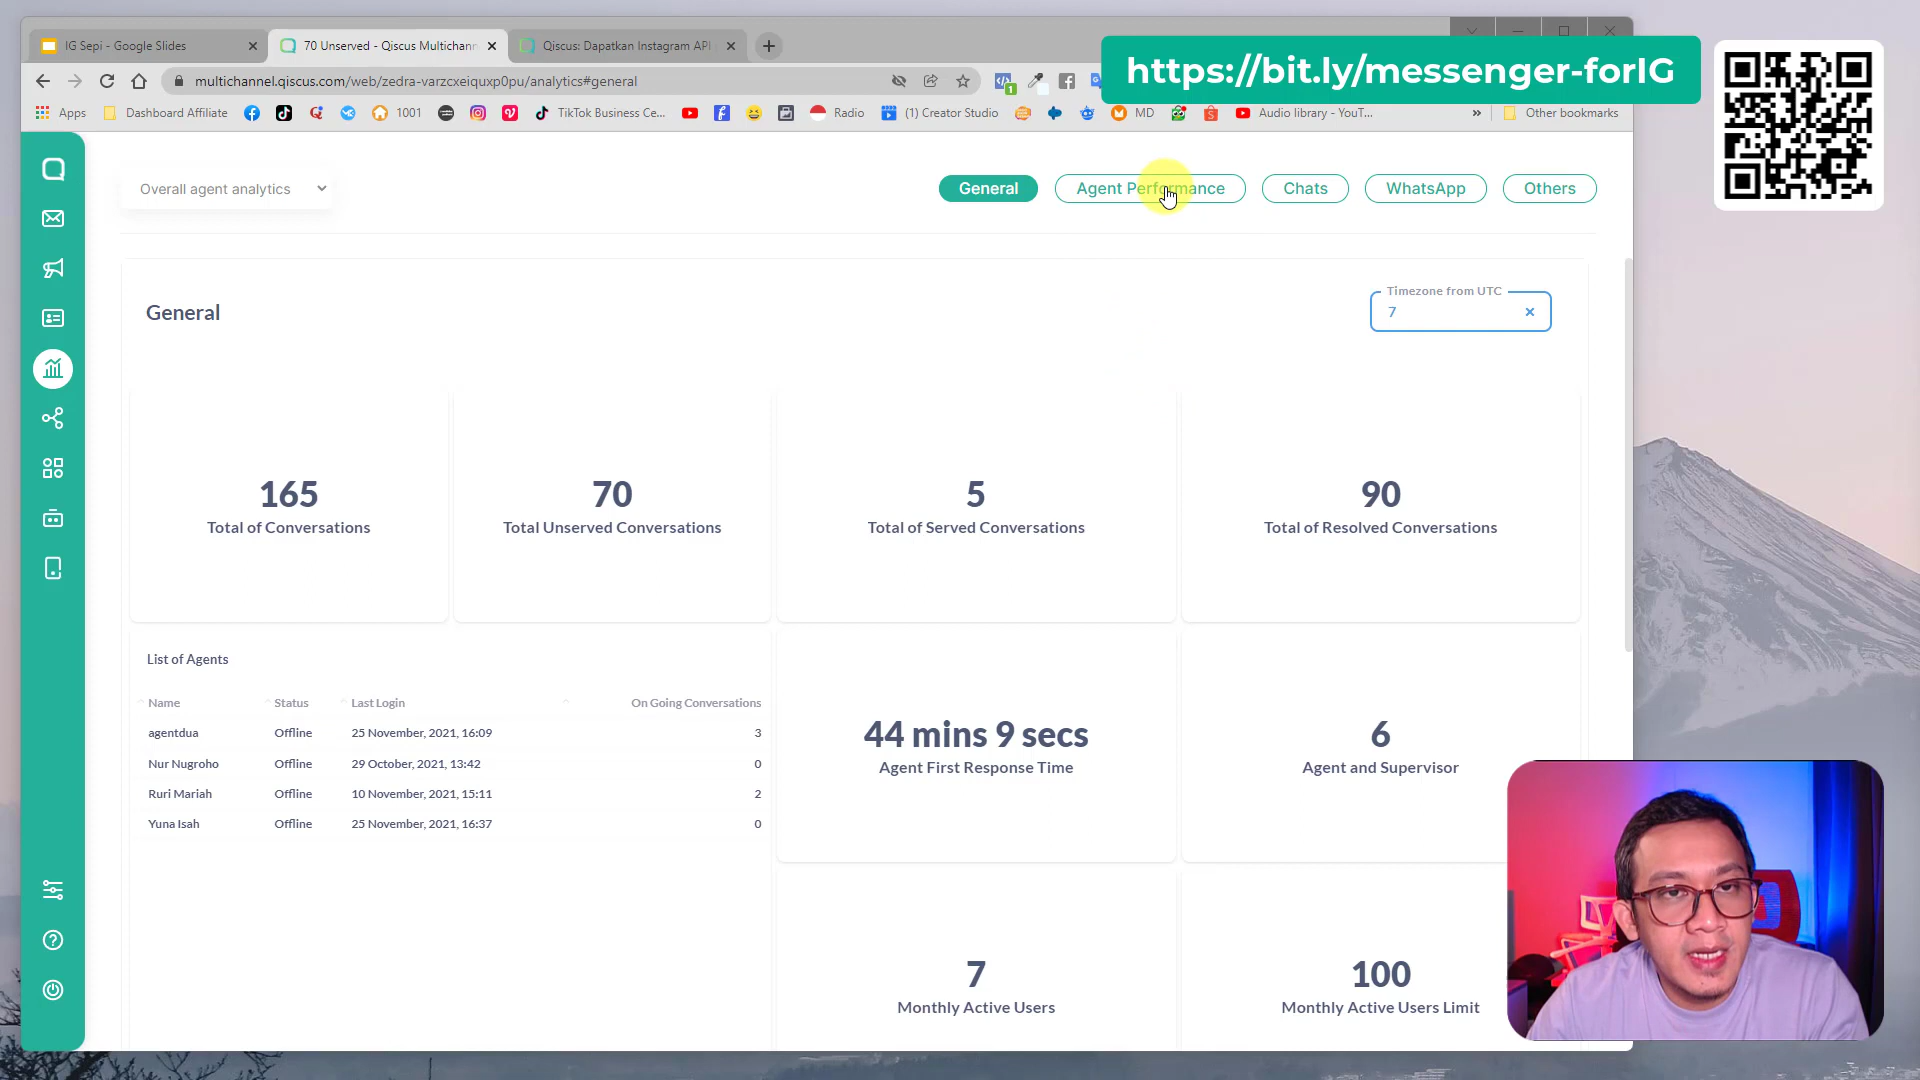 IG Sepi - Google Slides
70 Unserved - Qiscus Multichann
Qiscus: Dapatkan Instagram API
multichannel.qiscus.com/web/zedra-varzcxeiquxp0pu/analytics#general
https://bit.ly/messenger-forIG
Apps
Dashboard Affiliate
1001
TikTok Business Ce...
Radio
(1) Creator Studio
MD
Audio library - YouT...
»
Other bookmarks
Overall agent analytics
General
Agent Performance
Chats
WhatsApp
Others
General
Timezone from UTC
7
165
Total of Conversations
70
Total Unserved Conversations
5
Total of Served Conversations
90
Total of Resolved Conversations
List of Agents
Name Status Last Login On Going Conversations
agentdua Offline 25 November, 2021, 16:09 3
Nur Nugroho Offline 29 October, 2021, 13:42 0
Ruri Mariah Offline 10 November, 2021, 15:11 2
Yuna Isah Offline 25 November, 2021, 16:37 0
44 mins 9 secs
Agent First Response Time
6
Agent and Supervisor
7
Monthly Active Users
100
Monthly Active Users Limit